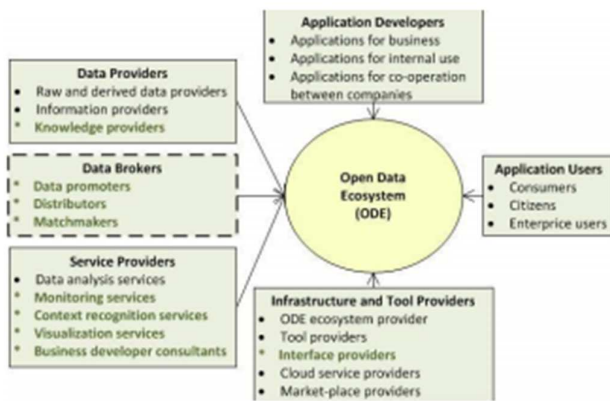 Application Developers
• Applications for business
• Applications for internal use
• Applications for co-operation
between companies
Data Providers
• Raw and derived data providers
• Information providers
* Knowledge providers
Data Brokers
* Data promoters
* Distributors
* Matchmakers
Service Providers
• Data analysis services
* Monitoring services
* Context recognition services
* Visualization services
* Business developer consultants
Open Data
Ecosystem
(ODE)
Application Users
• Consumers
• Citizens
• Enterprice users
Infrastructure and Tool Providers
• ODE ecosystem provider
• Tool providers
* Interface providers
• Cloud service providers
• Market-place providers